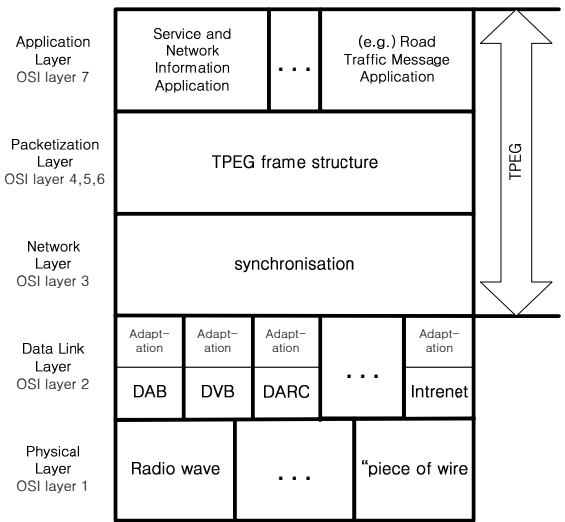 Application
Layer
OSI layer 7
Service and
Network
Information
Application
...
(e.g.) Road
Traffic Message
Application
Packetization
Layer
OSI layer 4,5,6
TPEG frame structure
TPEG
Network
Layer
OSI layer 3
synchronisation
Data Link
Layer
OSI layer 2
Adapt-
ation
DAB
Adapt-
ation
DVB
Adapt-
ation
DARC
...
Adapt-
ation
Intrenet
Physical
Layer
OSI layer 1
Radio wave
...
“piece of wire